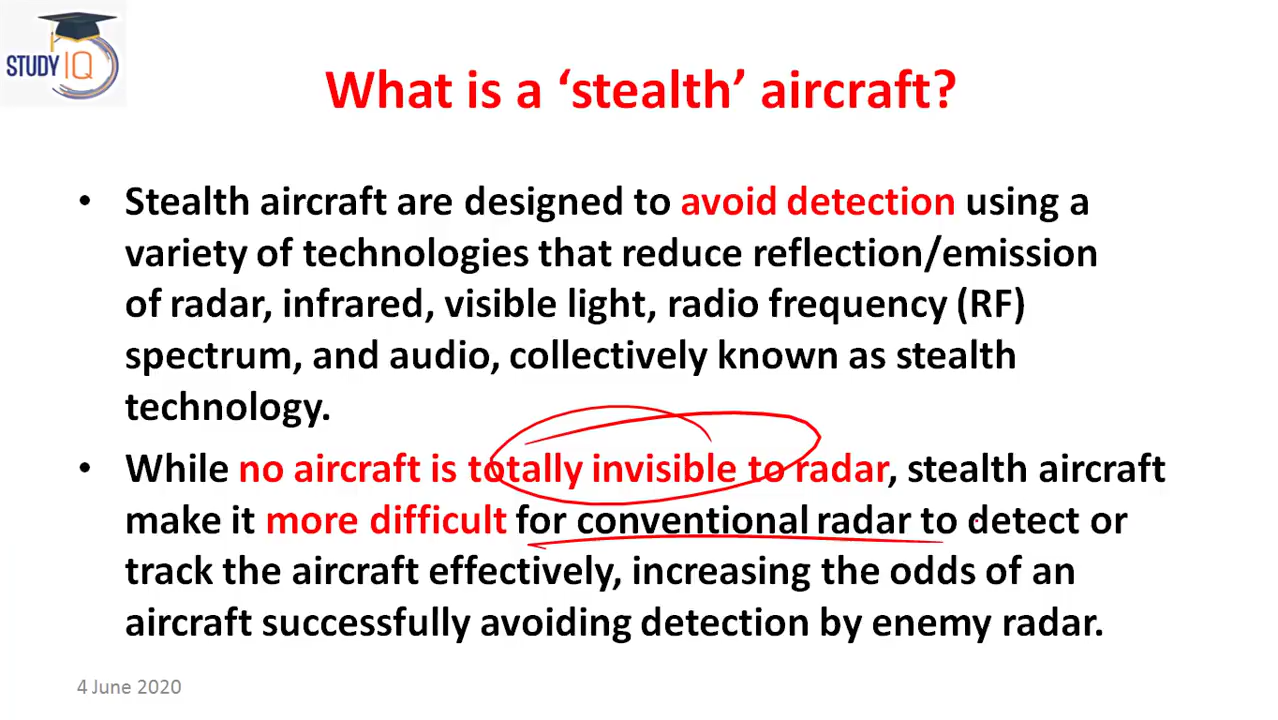 STUDY IQ
What is a ‘stealth’ aircraft?
• Stealth aircraft are designed to avoid detection using a
variety of technologies that reduce reflection/emission
of radar, infrared, visible light, radio frequency (RF)
spectrum, and audio, collectively known as stealth
technology.
• While no aircraft is totally invisible to radar, stealth aircraft
make it more difficult for conventional radar to detect or
track the aircraft effectively, increasing the odds of an
aircraft successfully avoiding detection by enemy radar.
4 June 2020